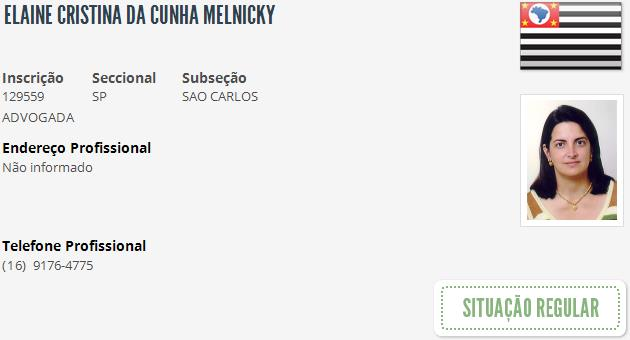 ELAINE CRISTINA DA CUNHA MELNICKY
Inscrição Seccional Subseção
129559 SP SAO CARLOS
ADVOGADA
Endereço Profissional
Não informado
Telefone Profissional
(16) 9176-4775
SITUAÇÃO REGULAR